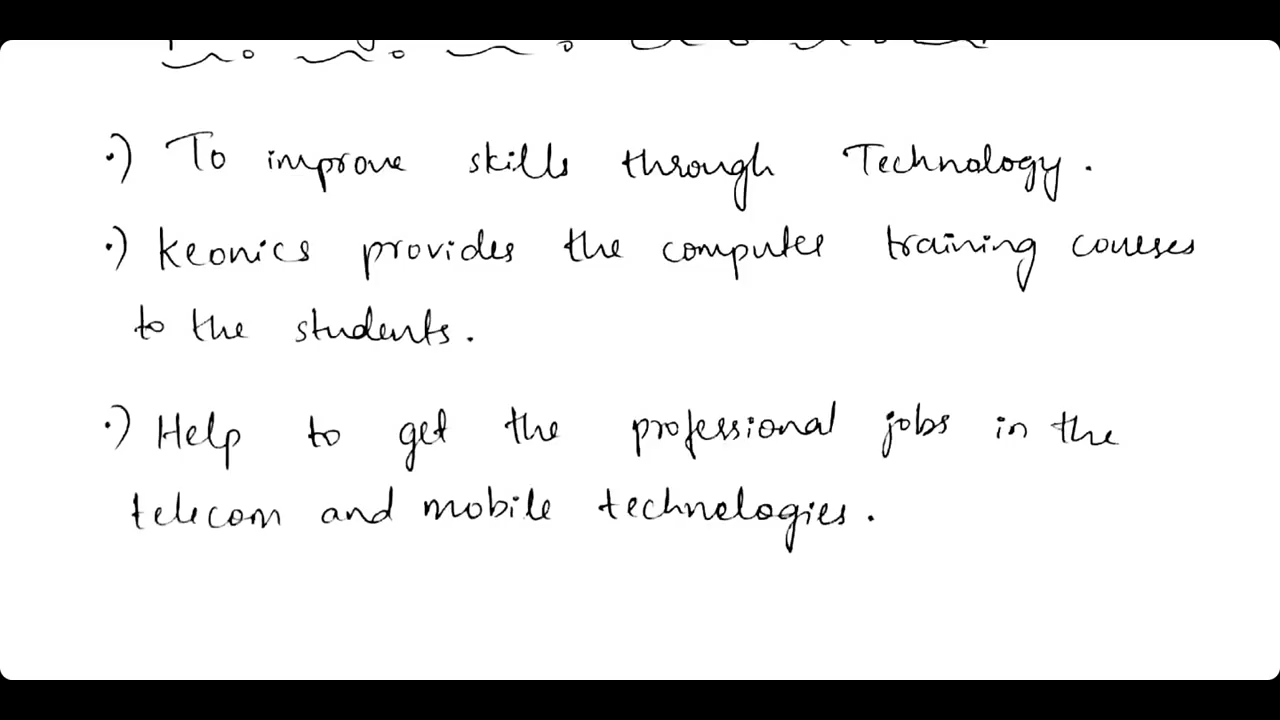 ·) To improve skills through Technology.
·) Keonics provides the computer training courses
to the students.
·) Help to get the professional jobs in the
telecom and mobile technologies.